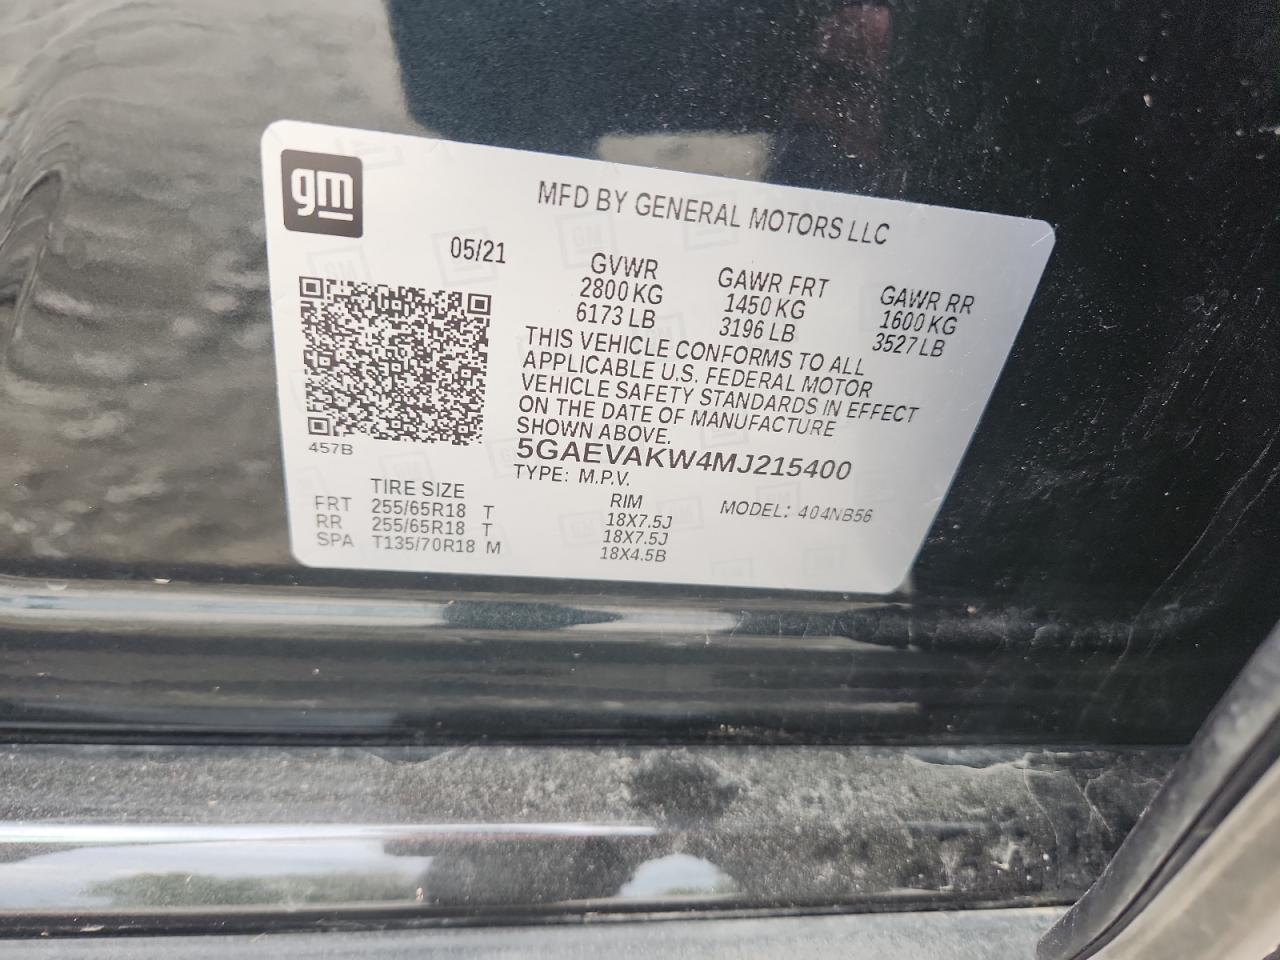 gm
MFD BY GENERAL MOTORS LLC
05/21
GVWR GAWR FRT GAWR RR
2800 KG 1450 KG 1600 KG
6173 LB 3196 LB 3527 LB
THIS VEHICLE CONFORMS TO ALL
APPLICABLE U.S. FEDERAL MOTOR
VEHICLE SAFETY STANDARDS IN EFFECT
ON THE DATE OF MANUFACTURE
SHOWN ABOVE.
457B
5GAEVAKW4MJ215400
TYPE: M.P.V.
TIRE SIZE RIM MODEL: 404NB56
FRT 255/65R18 T 18X7.5J
RR 255/65R18 T 18X7.5J
SPA T135/70R18 M 18X4.5B